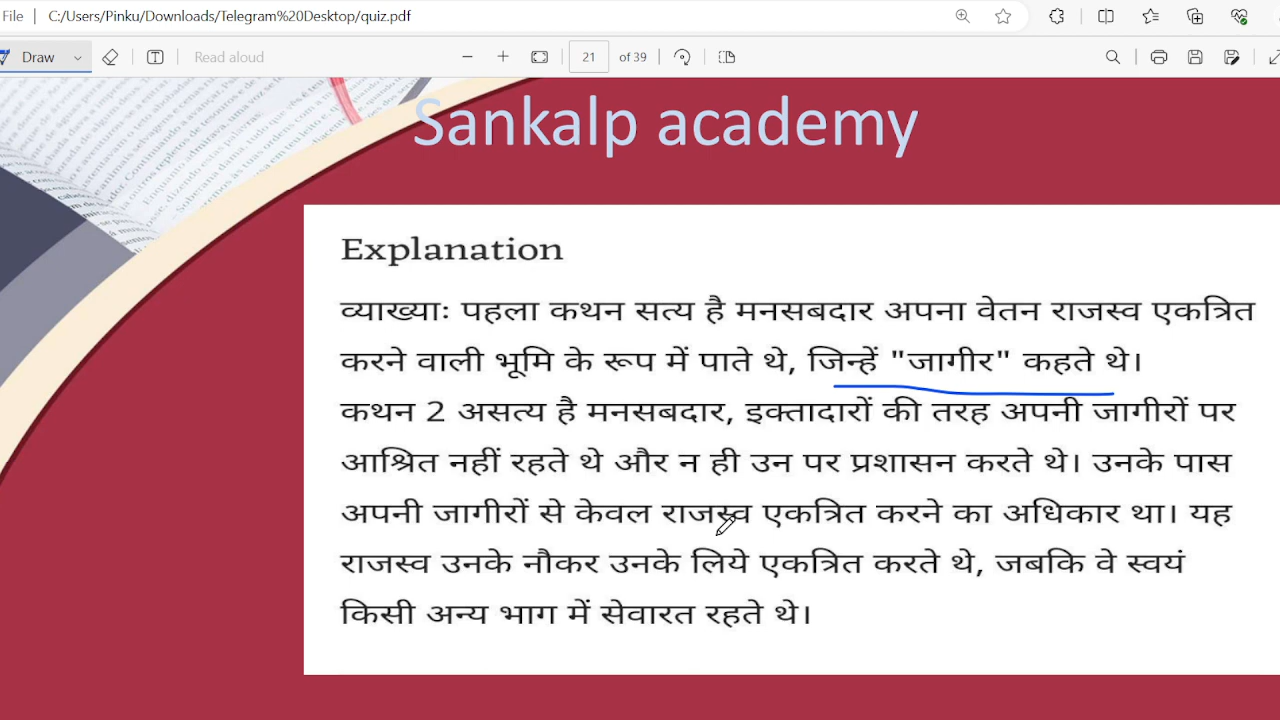 File | C:/Users/Pinku/Downloads/Telegram%20Desktop/quiz.pdf
Draw Read aloud 21 of 39
Sankalp academy
Explanation
व्याख्याः पहला कथन सत्य है मनसबदार अपना वेतन राजस्व एकत्रित
करने वाली भूमि के रूप में पाते थे, जिन्हें "जागीर" कहते थे।
कथन 2 असत्य है मनसबदार, इक्तादारों की तरह अपनी जागीरों पर
आश्रित नहीं रहते थे और न ही उन पर प्रशासन करते थे। उनके पास
अपनी जागीरों से केवल राजस्व एकत्रित करने का अधिकार था। यह
राजस्व उनके नौकर उनके लिये एकत्रित करते थे, जबकि वे स्वयं
किसी अन्य भाग में सेवारत रहते थे।